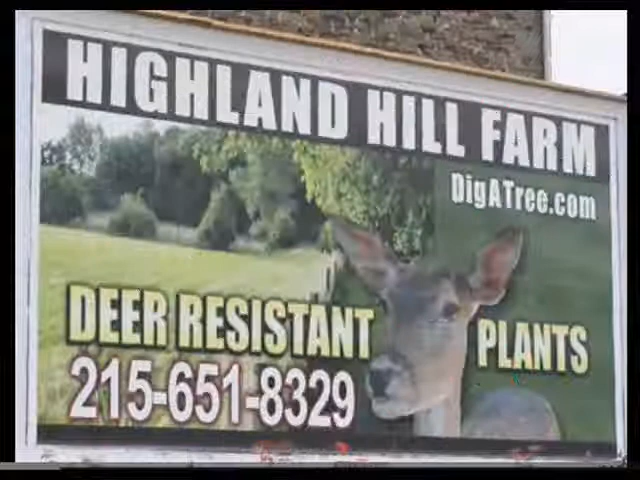 HIGHLAND HILL FARM
DigATree.com
DEER RESISTANT PLANTS
215-651-8329